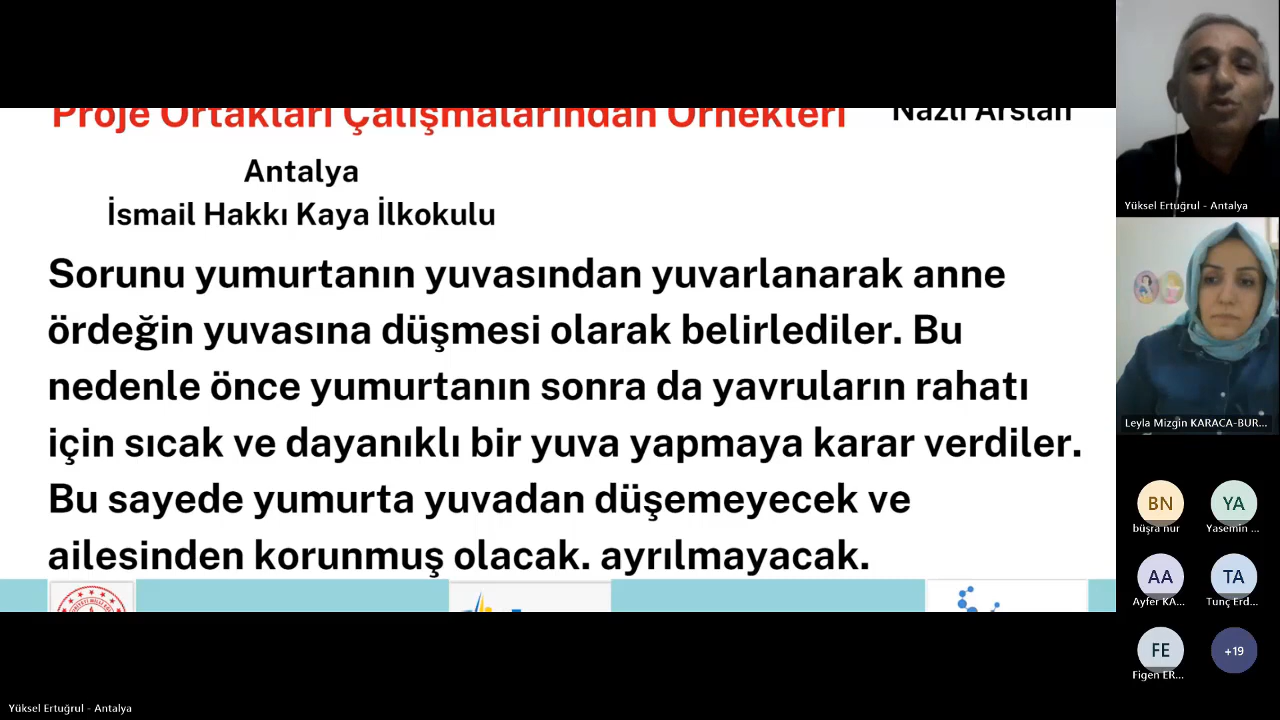 Proje Ortakları Çalışmalarından Örnekleri
Nazlı Arslan
Antalya
İsmail Hakkı Kaya İlkokulu
Sorunu yumurtanın yuvasından yuvarlanarak anne
ördeğin yuvasına düşmesi olarak belirlediler. Bu
nedenle önce yumurtanın sonra da yavruların rahatı
için sıcak ve dayanıklı bir yuva yapmaya karar verdiler.
Bu sayede yumurta yuvadan düşemeyecek ve
ailesinden korunmuş olacak. ayrılmayacak.
Yüksel Ertuğrul - Antalya
Leyla Mizgin KARACA-BUR...
BN
büşra nur
YA
Yasemin ...
AA
Ayfer KA...
TA
Tunç Erd...
FE
Figen ER...
+19
Yüksel Ertuğrul - Antalya